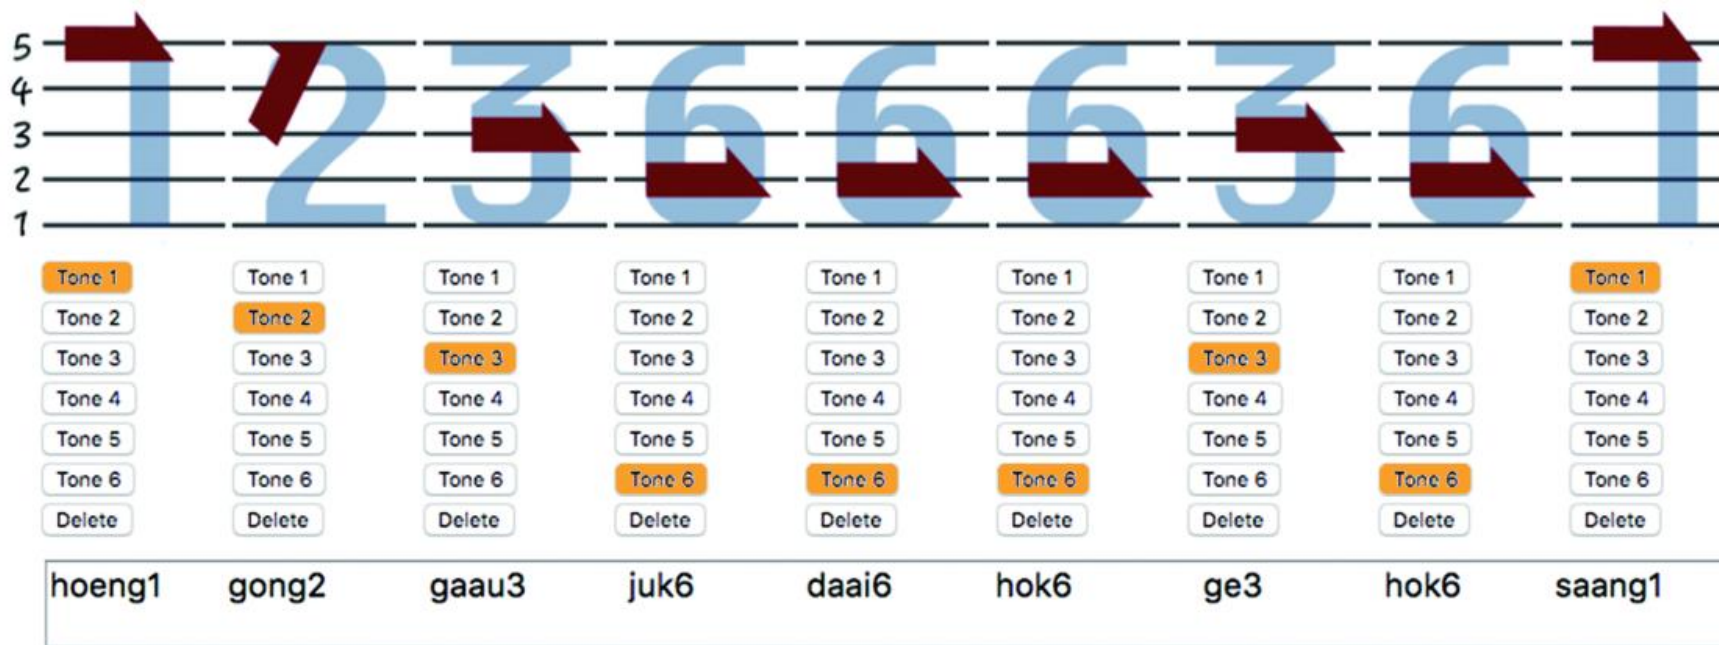 5
4
3
2
1
1 2 3 6 6 6 3 6 1
Tone 1 Tone 1 Tone 1 Tone 1 Tone 1 Tone 1 Tone 1 Tone 1 Tone 1
Tone 2 Tone 2 Tone 2 Tone 2 Tone 2 Tone 2 Tone 2 Tone 2 Tone 2
Tone 3 Tone 3 Tone 3 Tone 3 Tone 3 Tone 3 Tone 3 Tone 3 Tone 3
Tone 4 Tone 4 Tone 4 Tone 4 Tone 4 Tone 4 Tone 4 Tone 4 Tone 4
Tone 5 Tone 5 Tone 5 Tone 5 Tone 5 Tone 5 Tone 5 Tone 5 Tone 5
Tone 6 Tone 6 Tone 6 Tone 6 Tone 6 Tone 6 Tone 6 Tone 6 Tone 6
Delete Delete Delete Delete Delete Delete Delete Delete Delete
hoeng1 gong2 gaau3 juk6 daai6 hok6 ge3 hok6 saang1